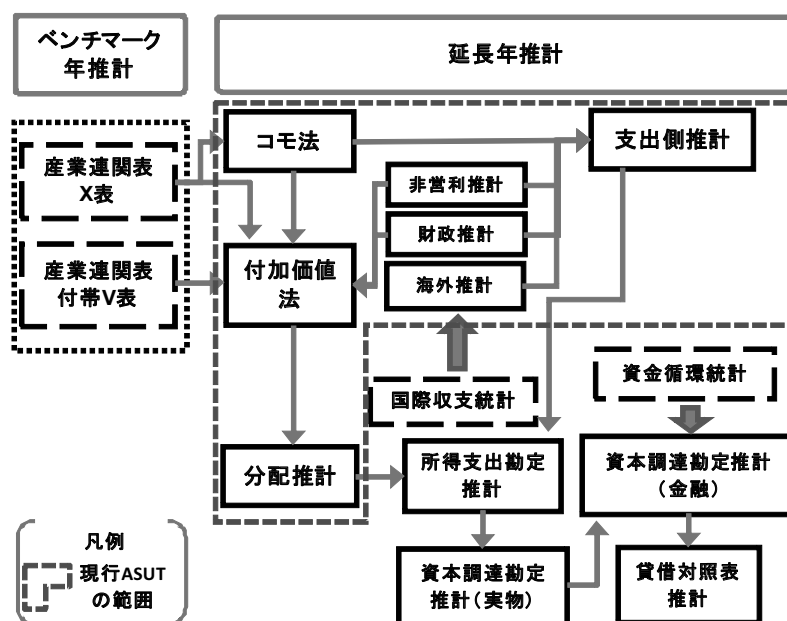 ベンチマーク
年推計
延長年推計
産業連関表
X表
産業連関表
付帯V表
コモ法
支出側推計
非営利推計
財政推計
海外推計
付加価値
法
国際収支統計
資金循環統計
分配推計
所得支出勘定
推計
資本調達勘定推計
(金融)
資本調達勘定
推計(実物)
貸借対照表
推計
凡例
現行ASUT
の範囲